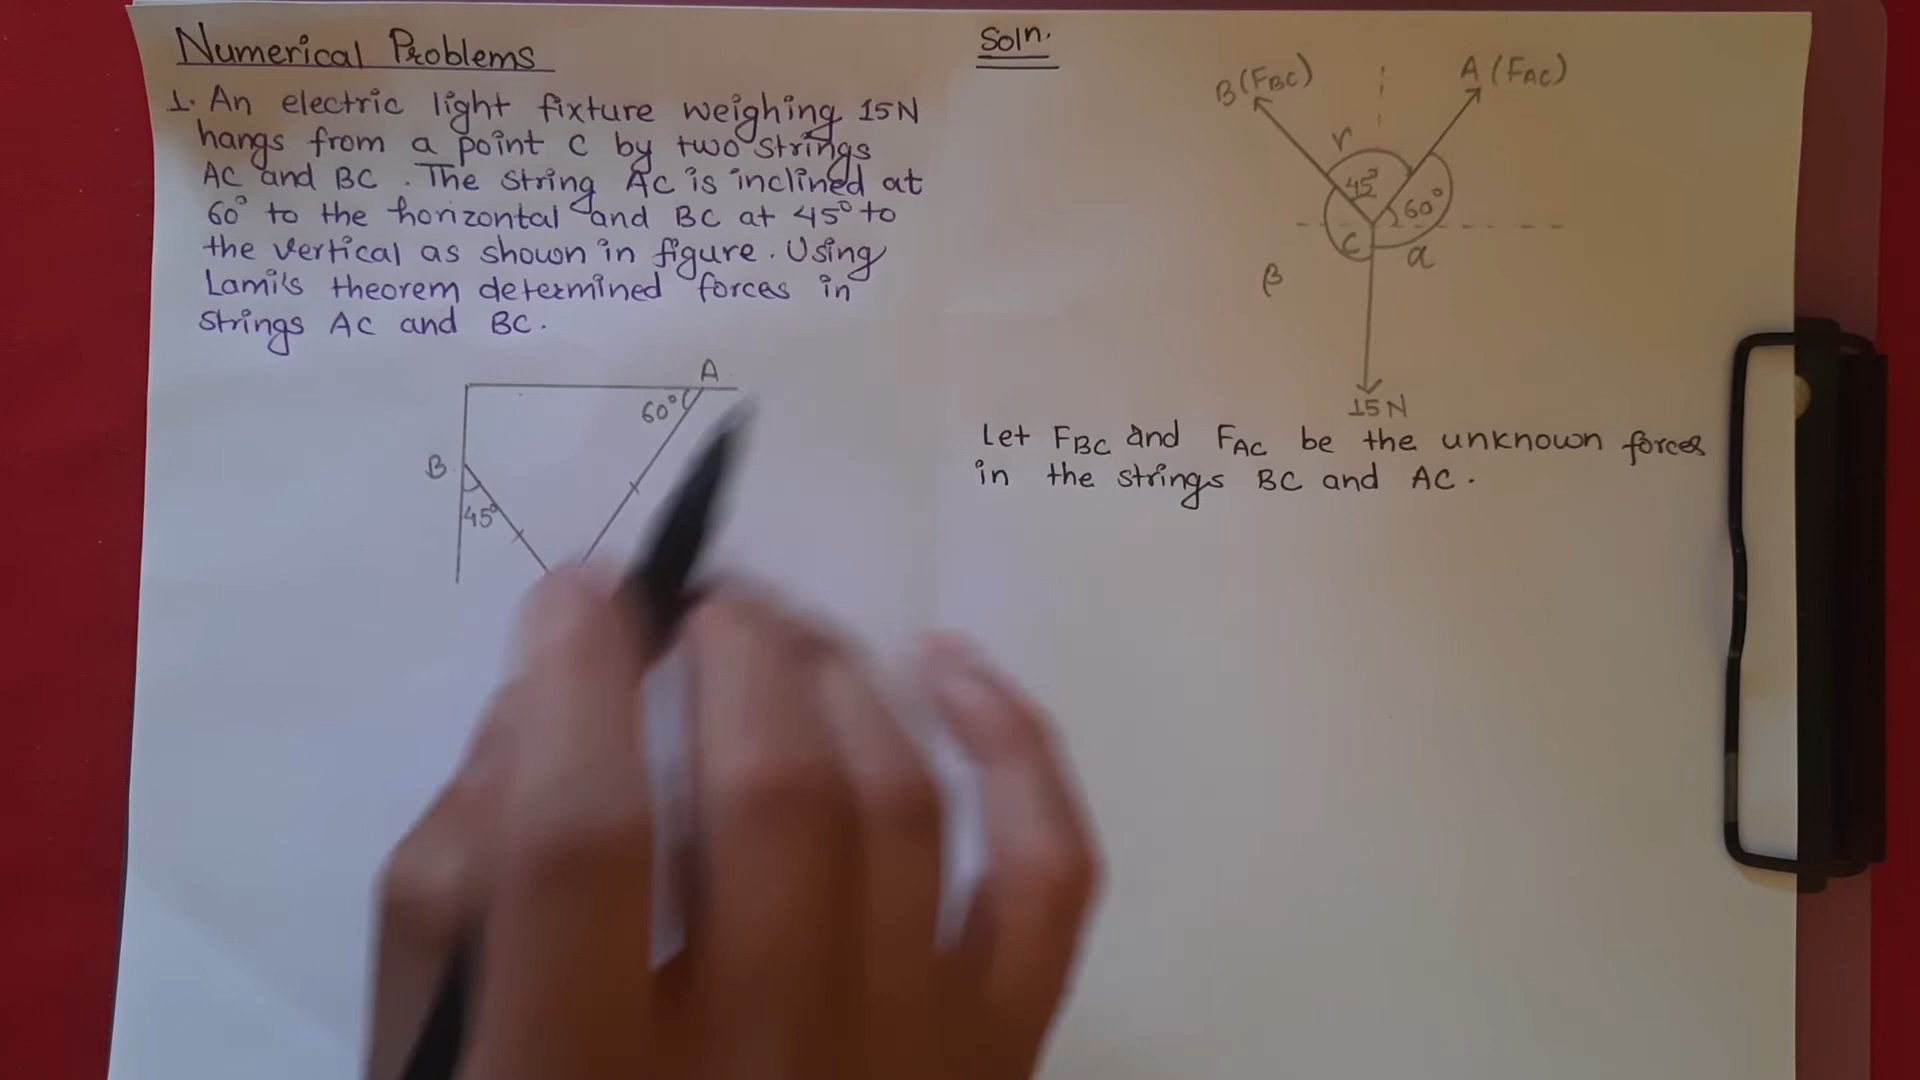 Numerical Problems
1. An electric light fixture weighing 15N
hangs from a point C by two strings
AC and BC. The string AC is inclined at
60° to the horizontal and BC at 45° to
the vertical as shown in figure. Using
Lami's theorem determined forces in
strings AC and BC.
A
60°
B
45°
Soln.
B (FBC)
A (FAC)
r
45°
60°
C
α
β
15N
Let FBC and FAC be the unknown forces
in the strings BC and AC.